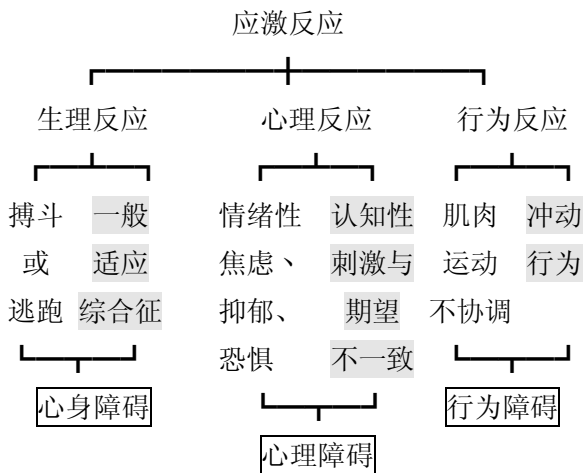 应激反应
生理反应 心理反应 行为反应
搏斗 一般 情绪性 认知性 肌肉 冲动
或 适应 焦虑、 刺激与 运动 行为
逃跑 综合征 抑郁、 期望 不协调
恐惧 不一致
心身障碍 行为障碍
心理障碍